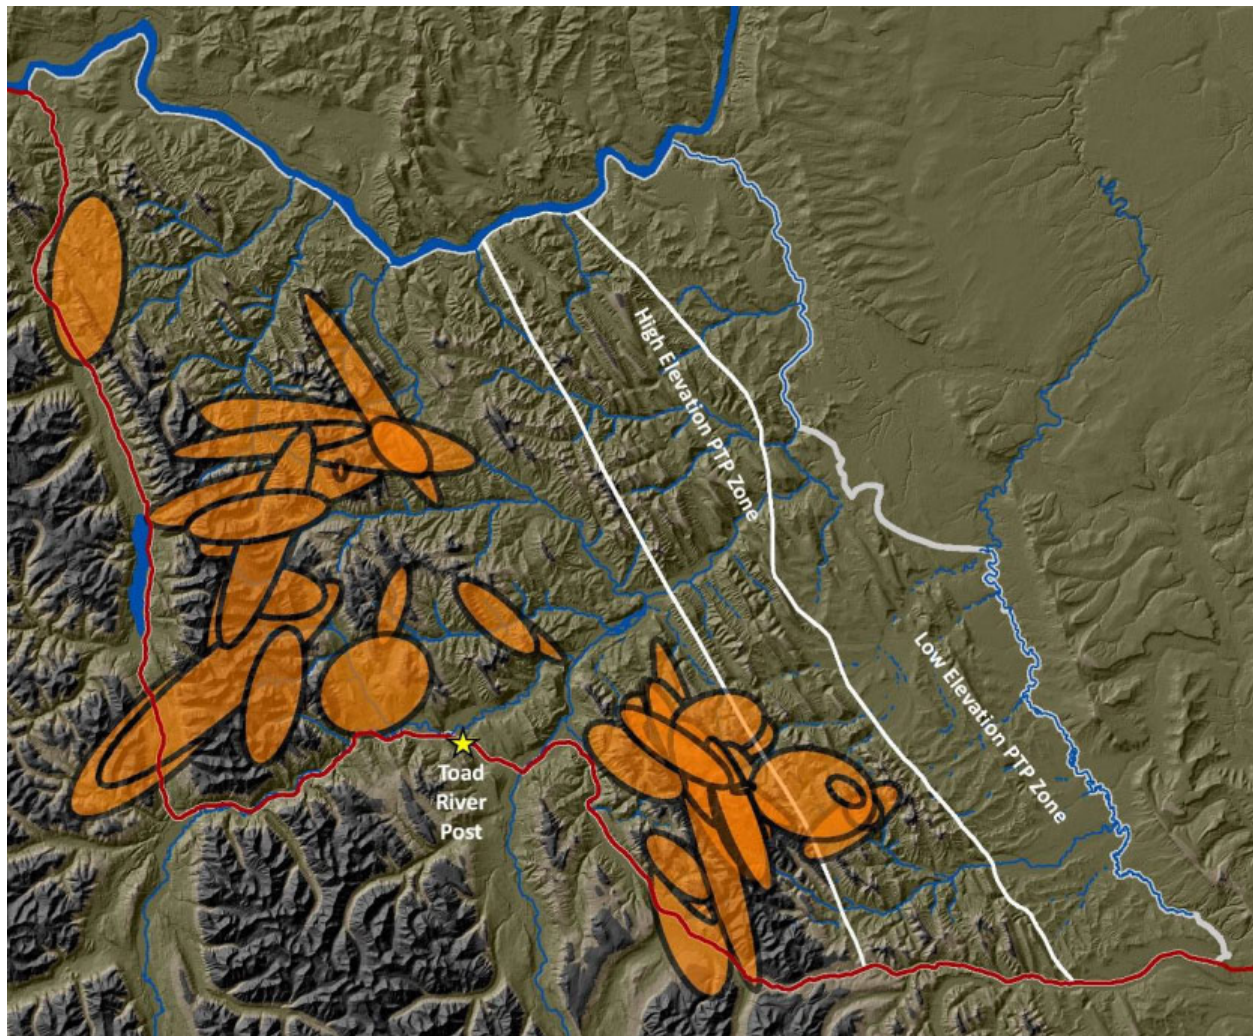 High Elevation PTP Zone
Low Elevation PTP Zone
Toad
River
Post